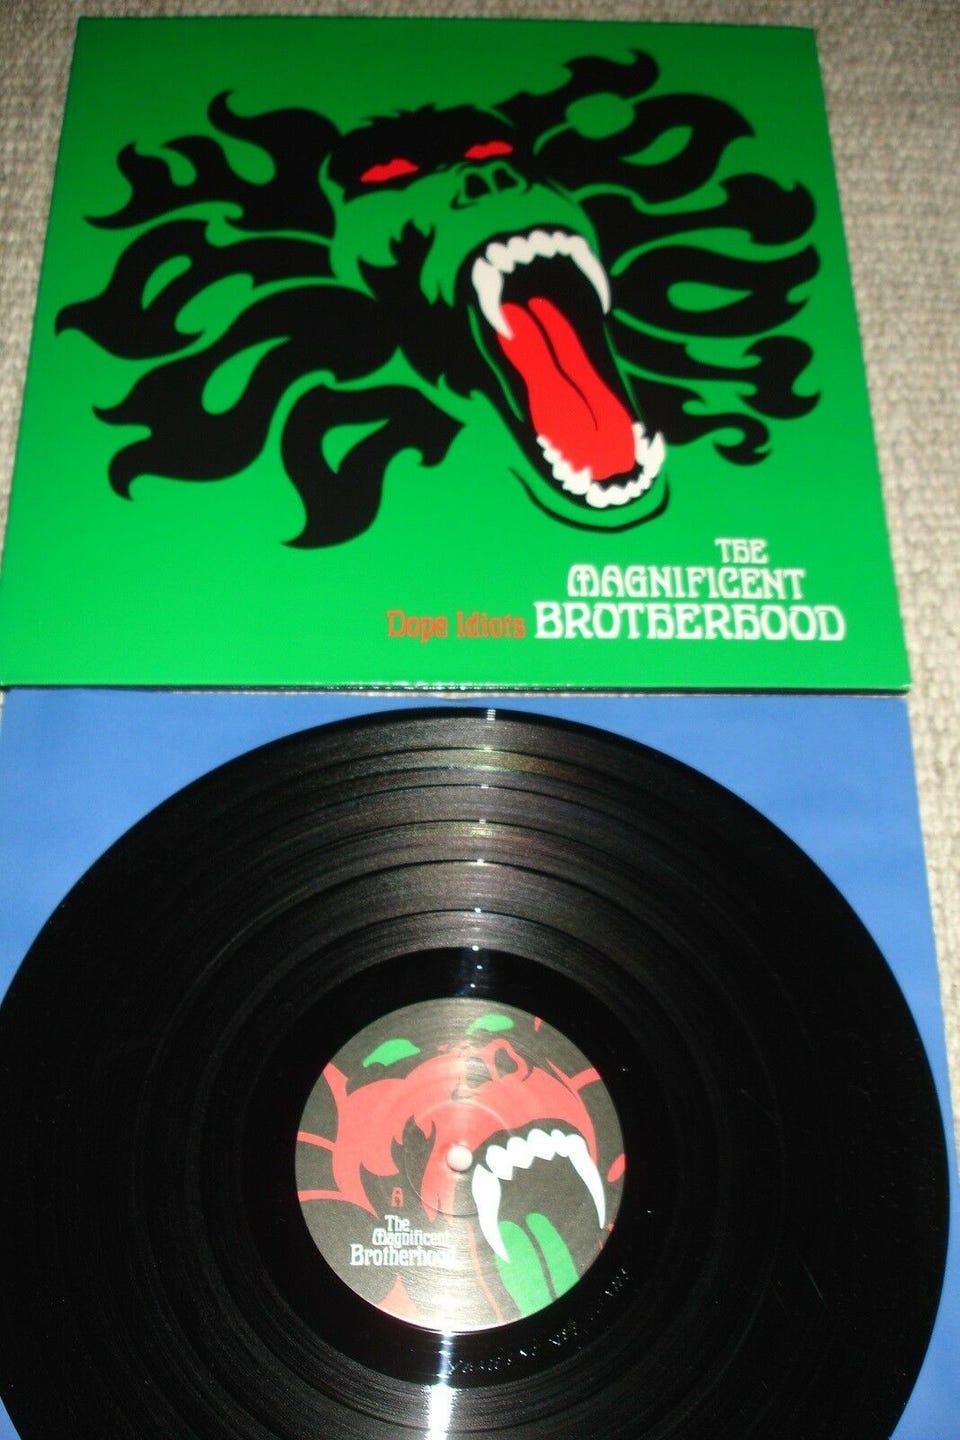 THE
MAGNIFICENT
Dope Idiots BROTHERHOOD
A
The
Magnificent
Brotherhood